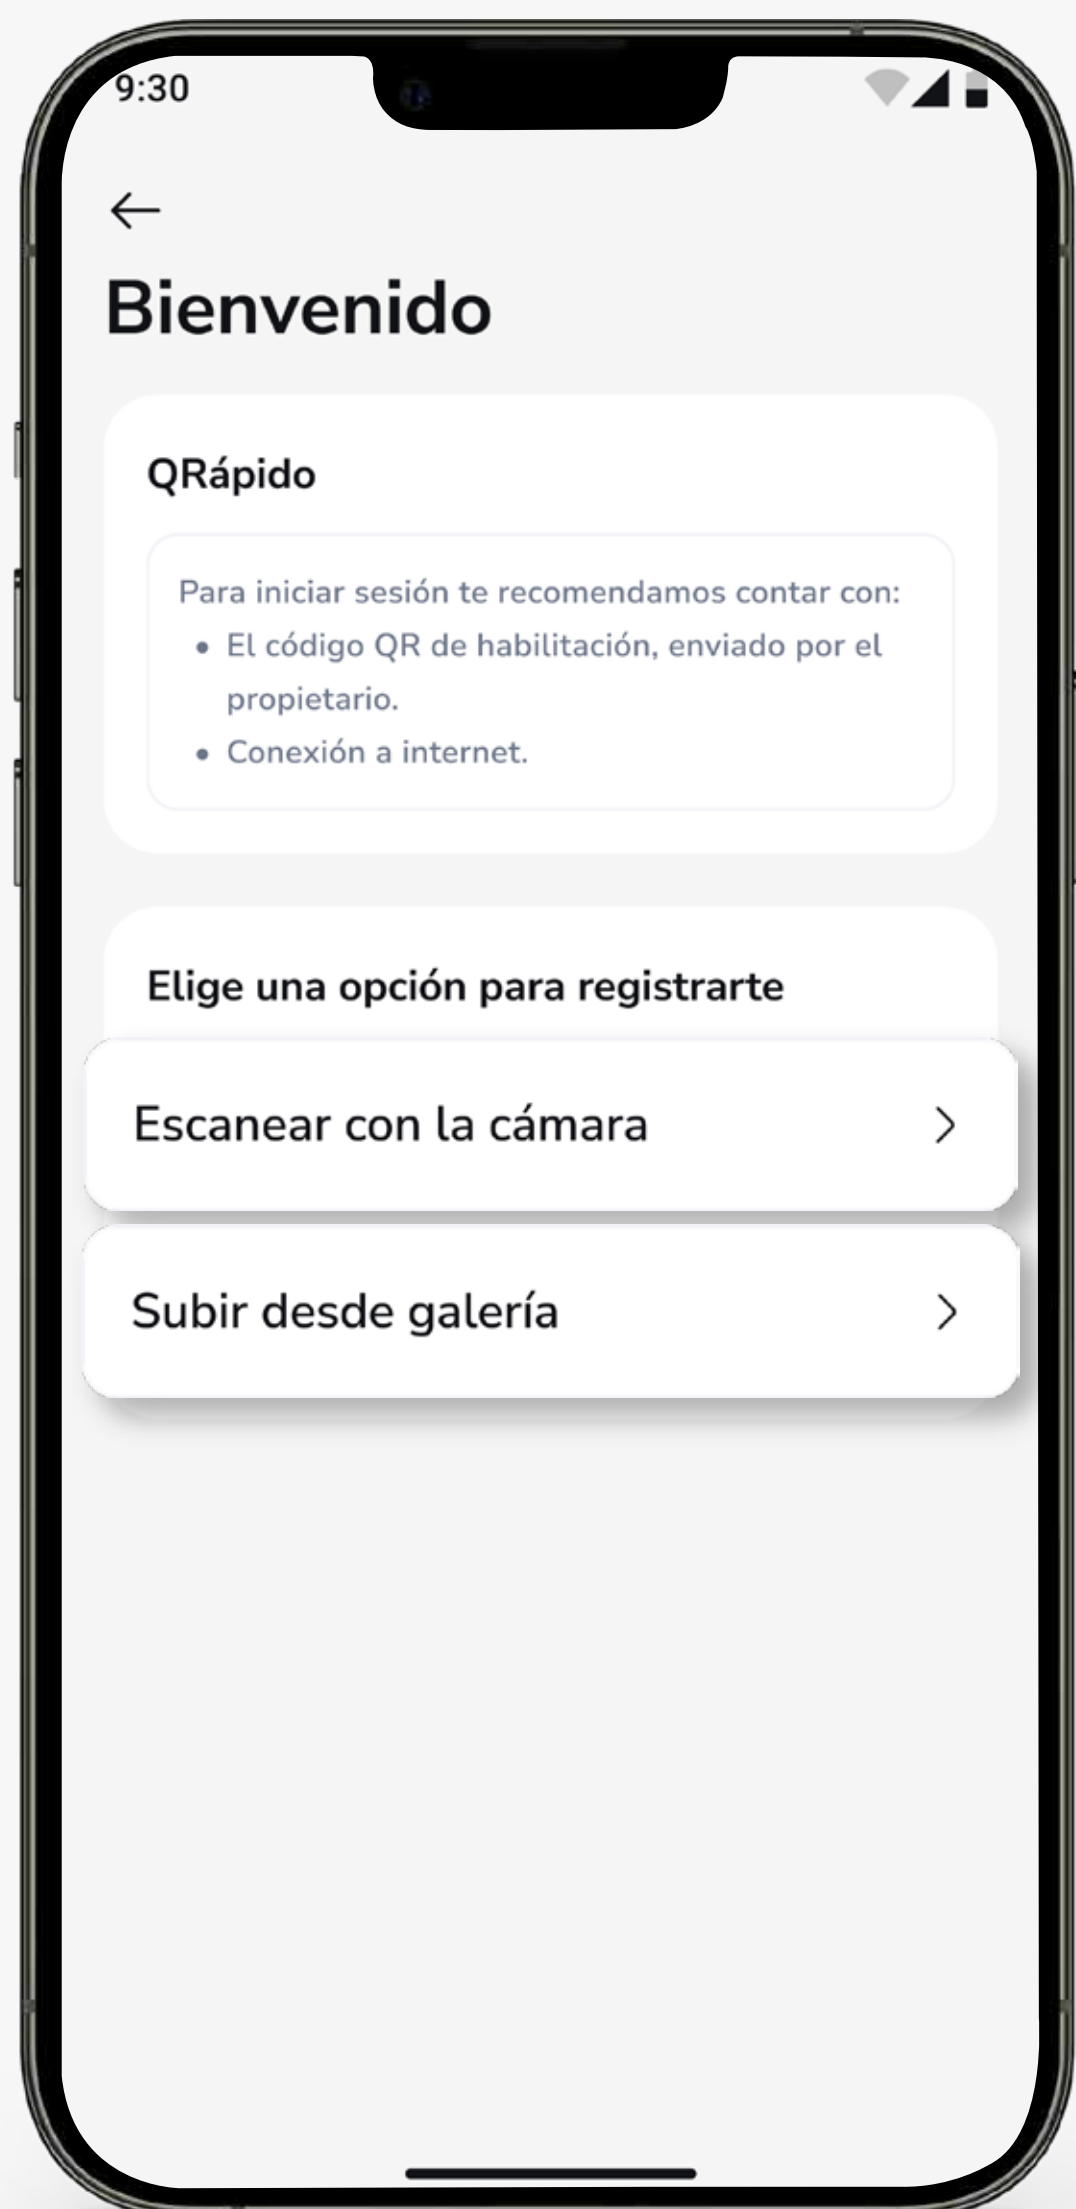 9:30
Bienvenido
QRápido
Para iniciar sesión te recomendamos contar con:
• El código QR de habilitación, enviado por el
propietario.
• Conexión a internet.
Elige una opción para registrarte
Escanear con la cámara
Subir desde galería